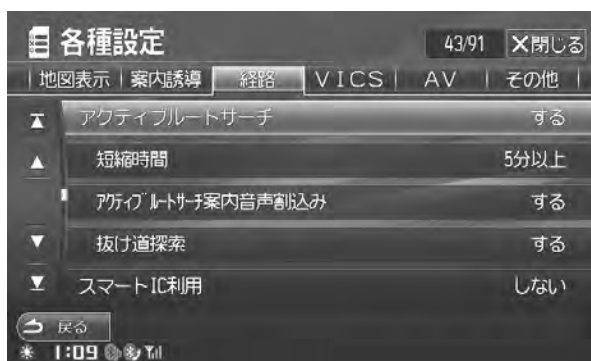 各種設定 43/91 ×閉じる
地図表示 案内誘導 経路 VICS AV その他
アクティブルートサーチ する
短縮時間 5分以上
アクティブルートサーチ案内音声割込み する
抜け道探索 する
スマートIC利用 しない
戻る
1:09